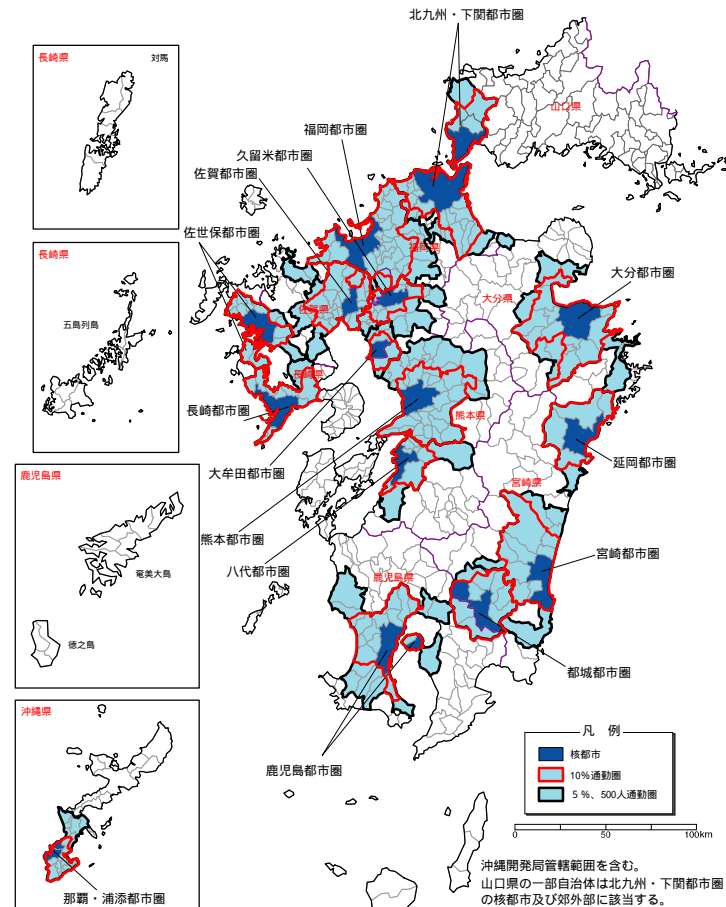 北九州・下関都市圏
長崎県
対馬
山口県
福岡都市圏
久留米都市圏
佐賀都市圏
佐世保都市圏
福岡県
大分都市圏
長崎県
大分県
佐賀県
五島列島
長崎県
長崎都市圏
熊本県
大牟田都市圏
延岡都市圏
鹿児島県
宮崎県
熊本都市圏
奄美大島
八代都市圏
宮崎都市圏
鹿児島県
徳之島
都城都市圏
沖縄県
鹿児島都市圏
凡 例
核都市
10%通勤圏
5％、500人通勤圏
0 50 100km
沖縄開発局管轄範囲を含む。
山口県の一部自治体は北九州・下関都市圏
の核都市及び郊外部に該当する。
那覇・浦添都市圏